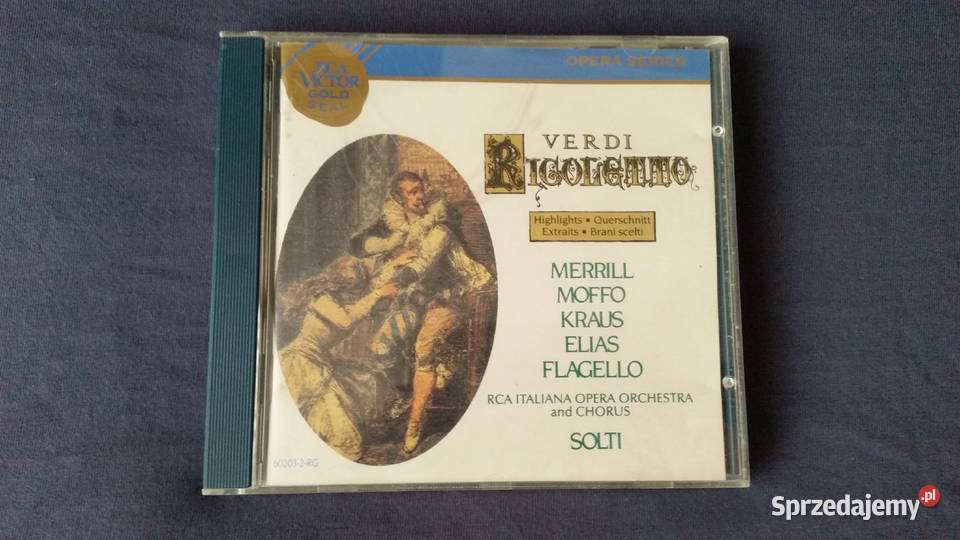 RCA
VICTOR
GOLD
SEAL
OPERA SERIES
VERDI
RIGOLETTO
Highlights • Querschnitt
Extraits • Brani scelti
MERRILL
MOFFO
KRAUS
ELIAS
FLAGELLO
RCA ITALIANA OPERA ORCHESTRA
and CHORUS
SOLTI
60203-2-RG
Sprzedajemy.pl